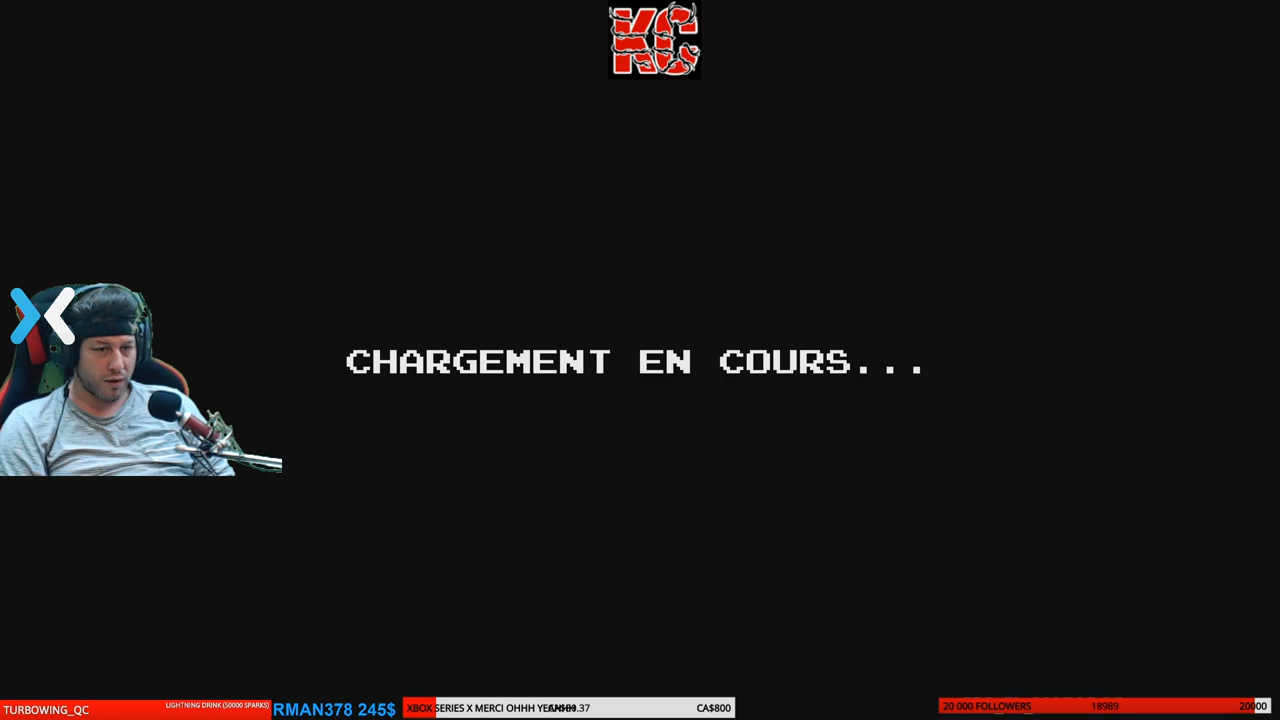 KC
CHARGEMENT EN COURS...
TURBOWING_QC
LIGHTNING DRINK (50000 SPARKS)
RMAN378 245$
XBOX SERIES X MERCI OHHH
CA$800
20 000 FOLLOWERS
18989
20000